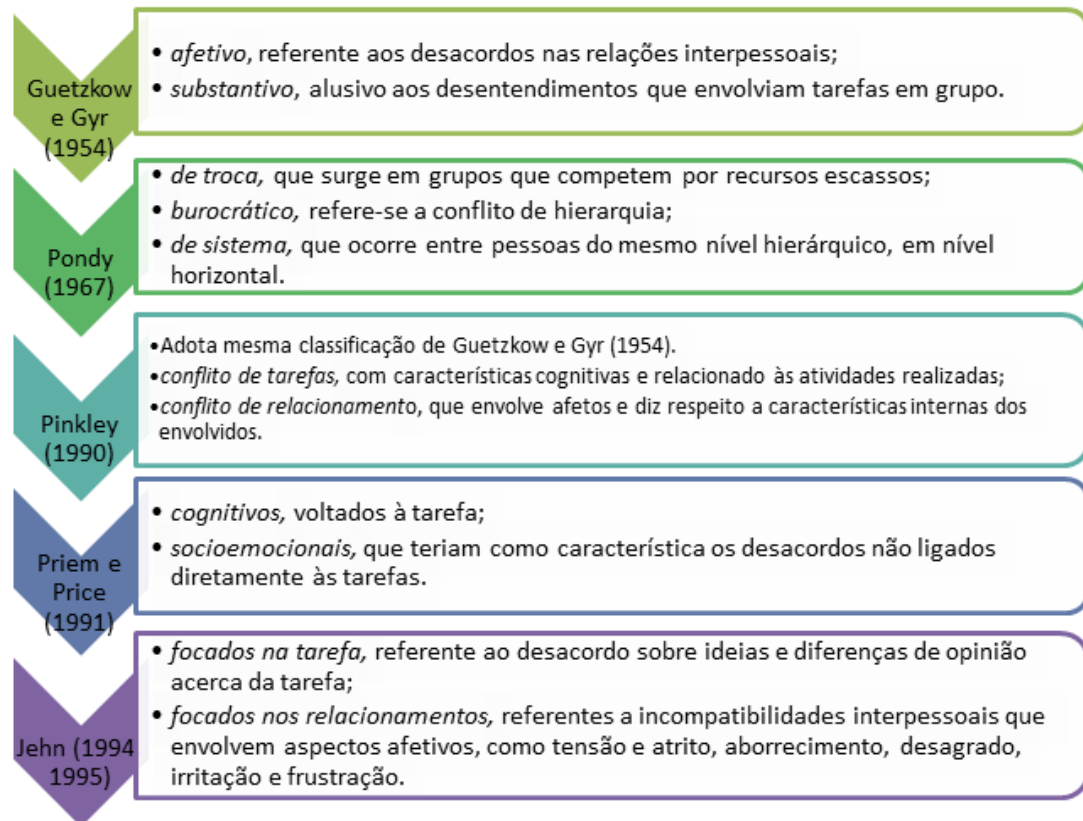 Guetzkow
e Gyr
(1954)
• afetivo, referente aos desacordos nas relações interpessoais;
• substantivo, alusivo aos desentendimentos que envolviam tarefas em grupo.
Pondy
(1967)
• de troca, que surge em grupos que competem por recursos escassos;
• burocrático, refere-se a conflito de hierarquia;
• de sistema, que ocorre entre pessoas do mesmo nível hierárquico, em nível
horizontal.
Pinkley
(1990)
•Adota mesma classificação de Guetzkow e Gyr (1954).
•conflito de tarefas, com características cognitivas e relacionado às atividades realizadas;
•conflito de relacionamento, que envolve afetos e diz respeito a características internas dos
envolvidos.
Priem e
Price
(1991)
• cognitivos, voltados à tarefa;
• socioemocionais, que teriam como característica os desacordos não ligados
diretamente às tarefas.
Jehn (1994
1995)
• focados na tarefa, referente ao desacordo sobre ideias e diferenças de opinião
acerca da tarefa;
• focados nos relacionamentos, referentes a incompatibilidades interpessoais que
envolvem aspectos afetivos, como tensão e atrito, aborrecimento, desagrado,
irritação e frustração.